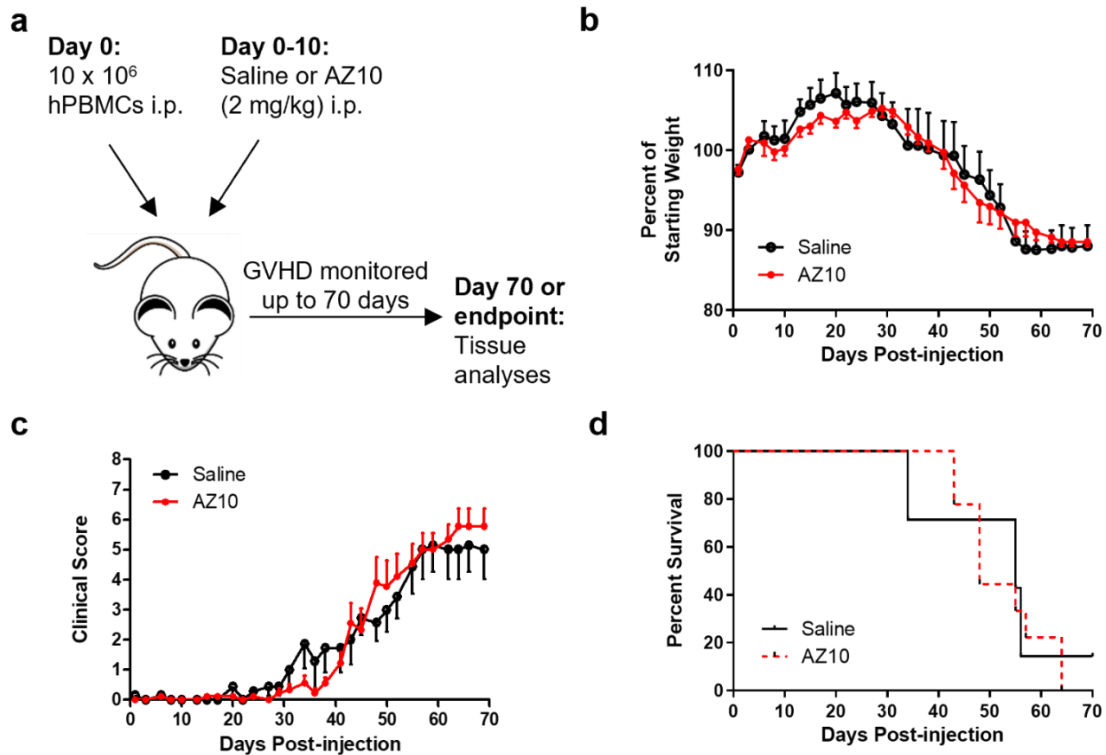 a
Day 0:
10 x 10⁶
hPBMCs i.p.
Day 0-10:
Saline or AZ10
(2 mg/kg) i.p.
GVHD monitored
up to 70 days
Day 70 or
endpoint:
Tissue
analyses
b
Percent of
Starting Weight
110
100
90
80
Saline
AZ10
0 10 20 30 40 50 60 70
Days Post-injection
c
Clinical Score
8
7
6
5
4
3
2
1
0
Saline
AZ10
0 10 20 30 40 50 60 70
Days Post-injection
d
Percent Survival
100
80
60
40
20
0
Saline
AZ10
0 10 20 30 40 50 60 70
Days Post-injection